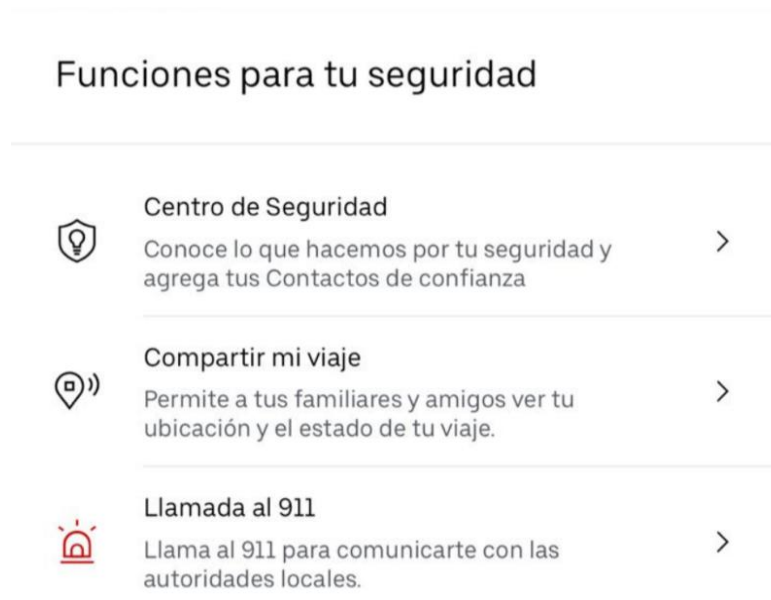 Funciones para tu seguridad
Centro de Seguridad
Conoce lo que hacemos por tu seguridad y
agrega tus Contactos de confianza
Compartir mi viaje
Permite a tus familiares y amigos ver tu
ubicación y el estado de tu viaje.
Llamada al 911
Llama al 911 para comunicarte con las
autoridades locales.